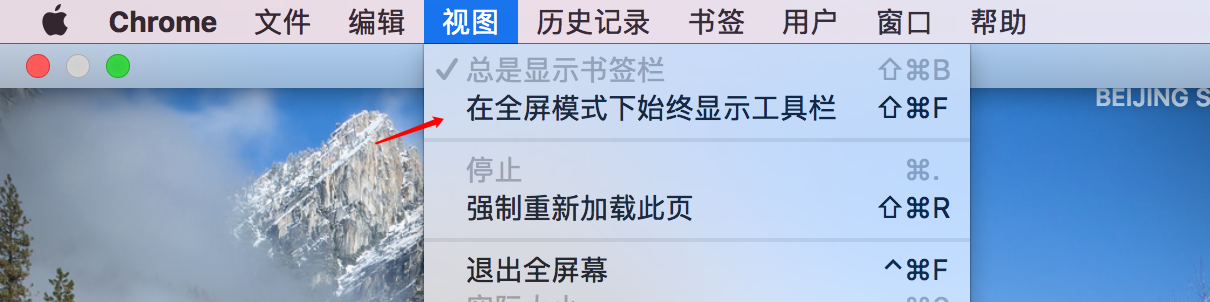 Chrome 文件 编辑 视图 历史记录 书签 用户 窗口 帮助
✓ 总是显示书签栏 ⇧⌘B
在全屏模式下始终显示工具栏 ⇧⌘F
BEIJING S
停止 ⌘.
强制重新加载此页 ⇧⌘R
退出全屏幕 ^⌘F